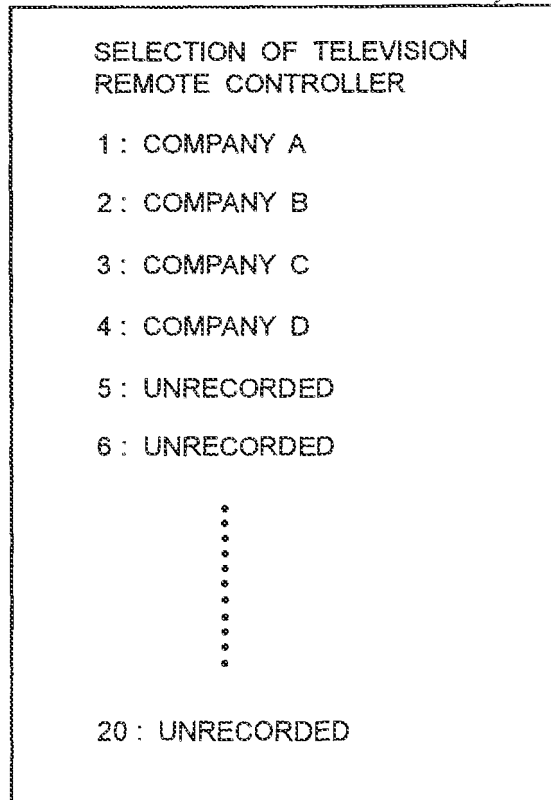 SELECTION OF TELEVISION
REMOTE CONTROLLER
1 : COMPANY A
2 : COMPANY B
3 : COMPANY C
4 : COMPANY D
5 : UNRECORDED
6 : UNRECORDED
20 : UNRECORDED